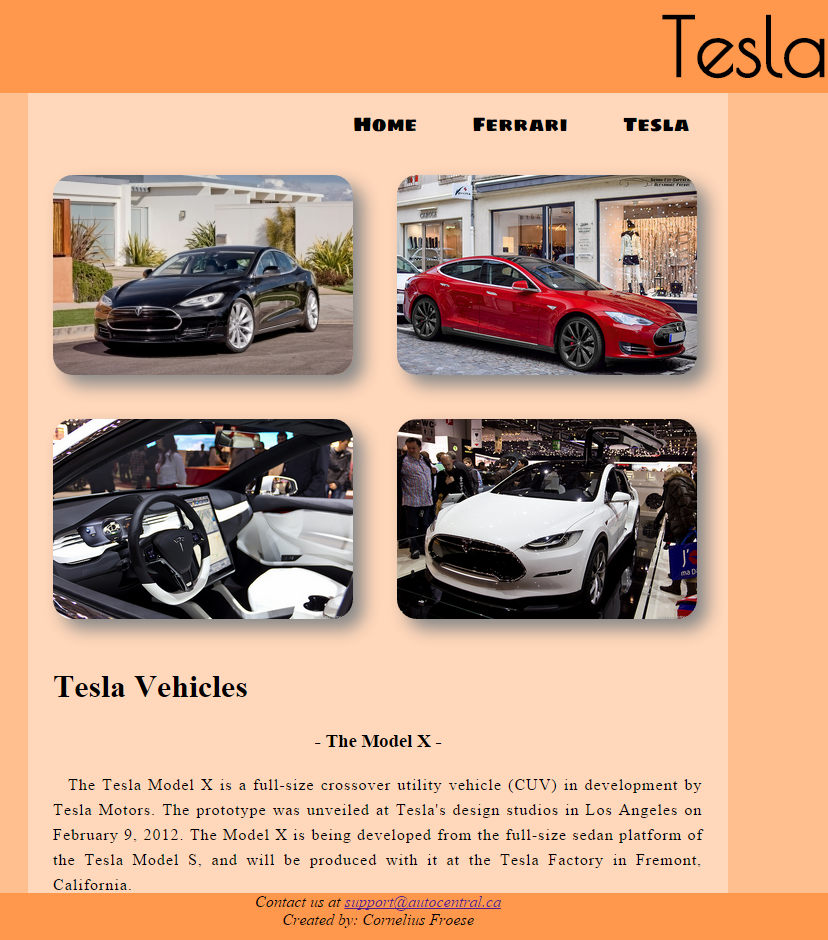 Tesla
Home Ferrari Tesla
Tesla Vehicles
- The Model X -
The Tesla Model X is a full-size crossover utility vehicle (CUV) in development by
Tesla Motors. The prototype was unveiled at Tesla's design studios in Los Angeles on
February 9, 2012. The Model X is being developed from the full-size sedan platform of
the Tesla Model S, and will be produced with it at the Tesla Factory in Fremont,
California.
Contact us at support@autocentral.ca
Created by: Cornelius Froese